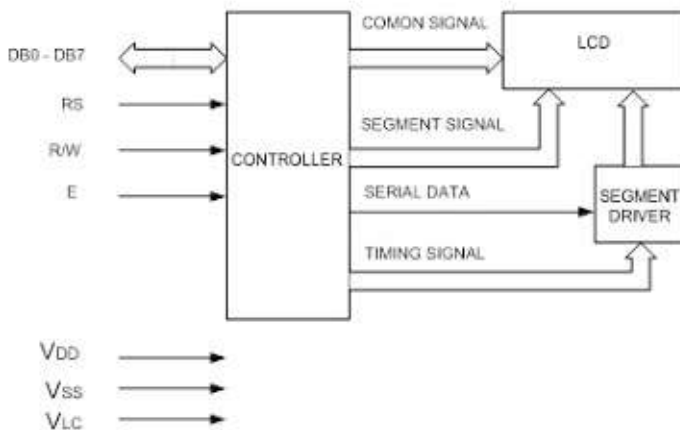 COMON SIGNAL
LCD
DB0 - DB7
RS
SEGMENT SIGNAL
R/W
CONTROLLER
E
SERIAL DATA
SEGMENT
DRIVER
TIMING SIGNAL
VDD
VSS
VLC